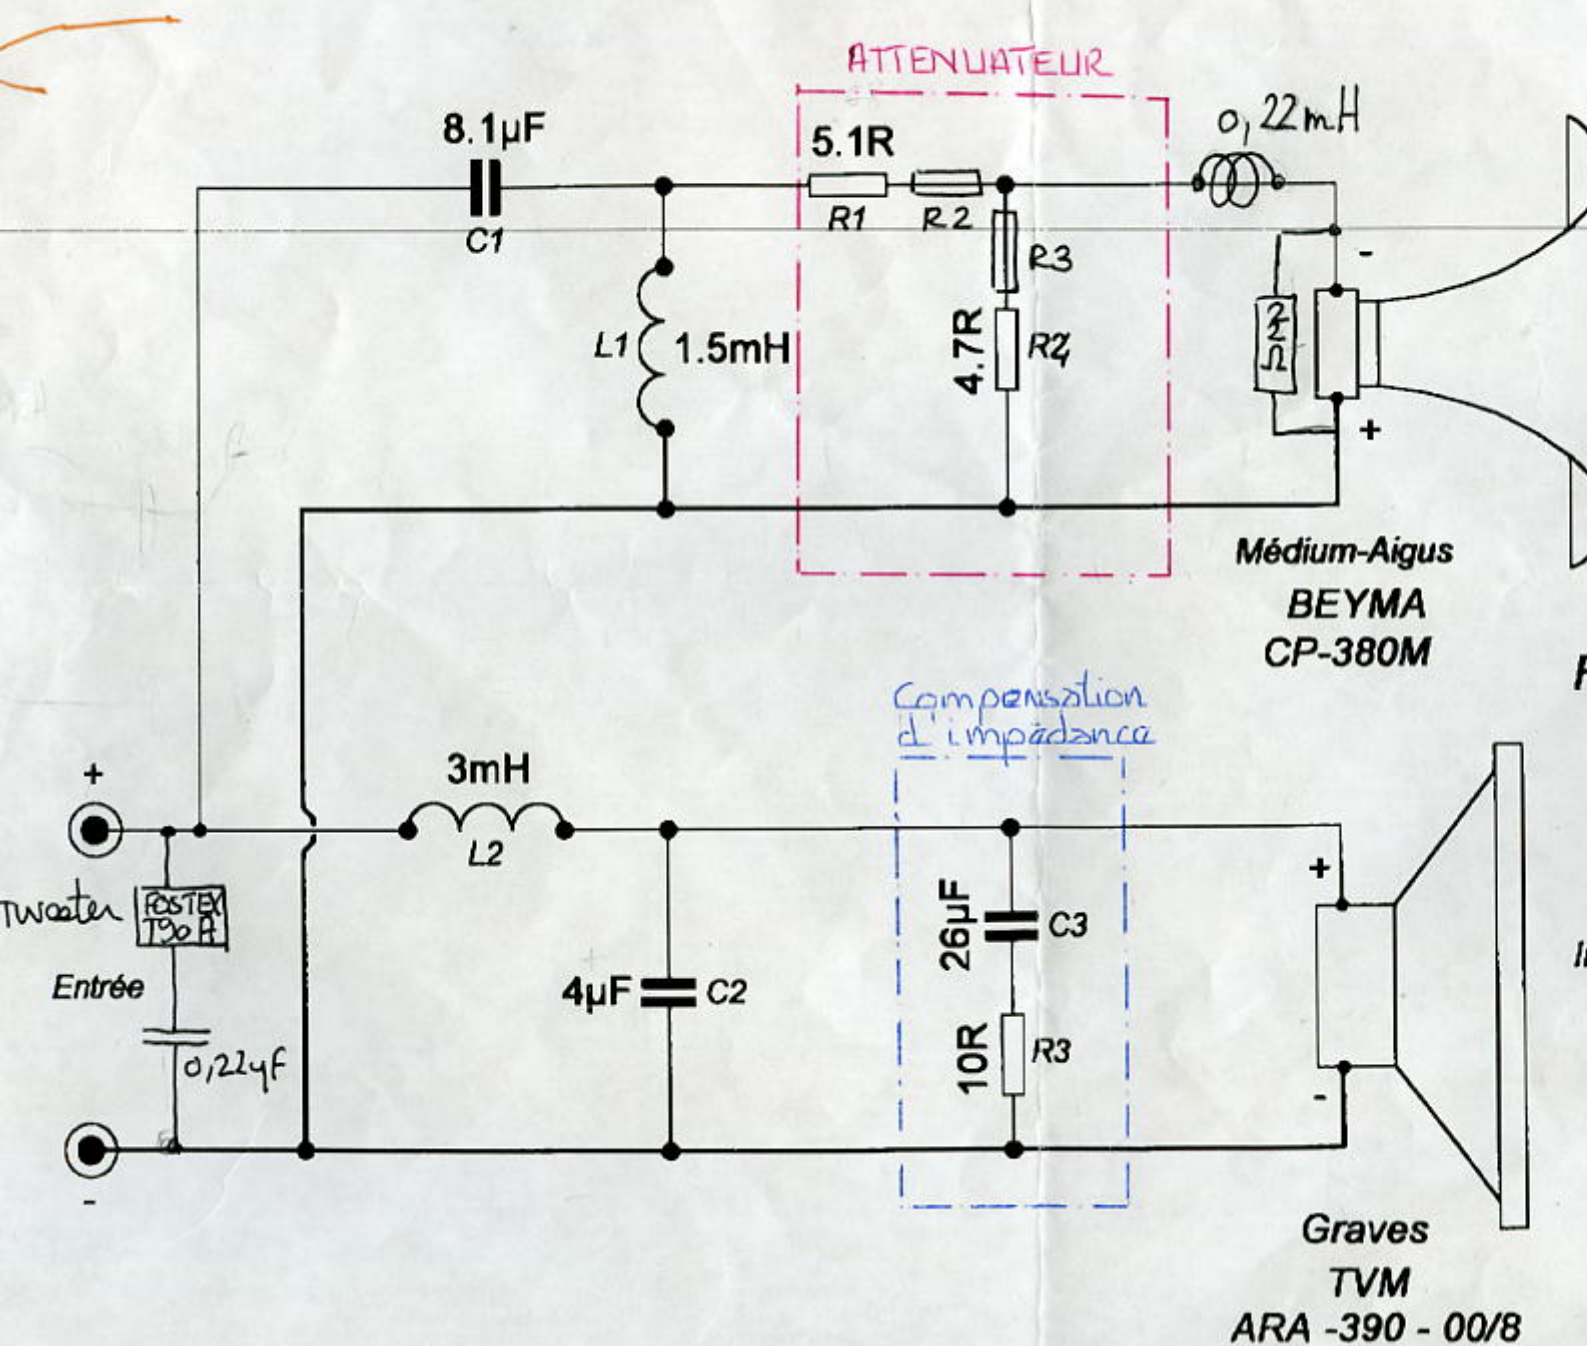 ATTENUATEUR
8.1µF
C1
5.1R
R1
R2
0,22mH
R3
4.7R
R4
L1
1.5mH
-
22Ω
+
Médium-Aigus
BEYMA
CP-380M
Compensation
d'impédance
+
3mH
L2
Tweeter
FOSTEX
T90A
Entrée
0,22µF
-
4µF
C2
26µF
C3
10R
R3
+
-
Graves
TVM
ARA -390 - 00/8